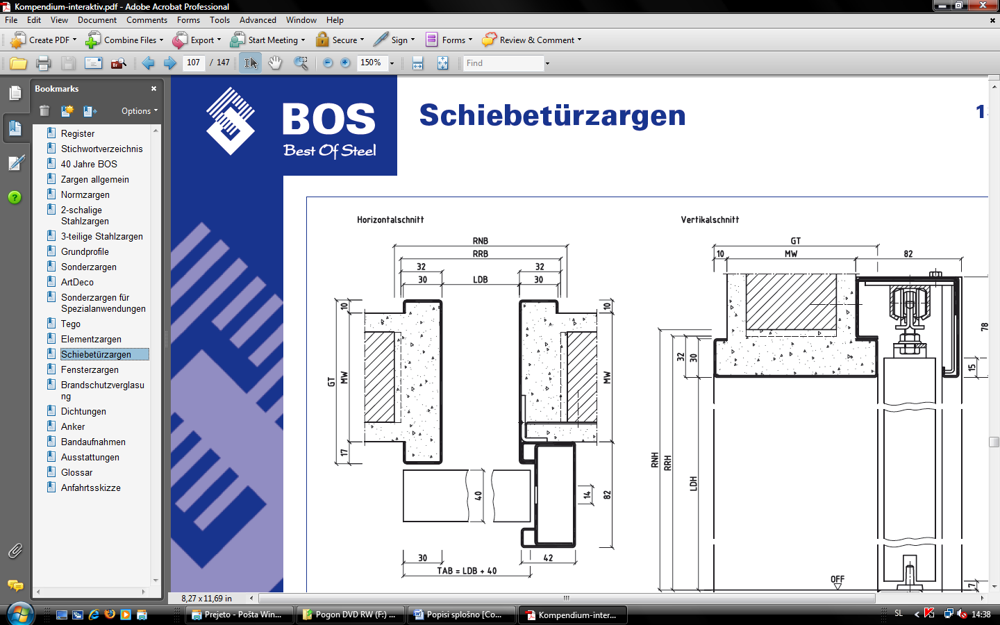 Kompendium-interaktiv.pdf - Adobe Acrobat Professional
File Edit View Document Comments Forms Tools Advanced Window Help
Create PDF Combine Files Export Start Meeting Secure Sign Forms Review & Comment
107 / 147 150% Find
Bookmarks
Options
Register
Stichwortverzeichnis
40 Jahre BOS
Zargen allgemein
Normzargen
2-schalige
Stahlzargen
3-teilige Stahlzargen
Grundprofile
Sonderzargen
ArtDeco
Sonderzargen für
Spezialanwendungen
Tego
Elementzargen
Schiebetürzargen
Fensterzargen
Brandschutzverglasu
ng
Dichtungen
Anker
Bandaufnahmen
Ausstattungen
Glossar
Anfahrtsskizze
BOS
Best Of Steel
Schiebetürzargen
Horizontalschnitt
RNB
RRB
32 32
30 LDB 30
10 10
GT MW MW
17
40
14
82
30 42
TAB = LDB + 40
Vertikalschnitt
GT
10 MW 82
78
32 30
15
RNH
RRH
LDH
OFF
7
8,27 x 11,69 in
Prejeto - Pošta Win... Pogon DVD RW (F:) ... Popisi splošno [Co... Kompendium-inter... SL 14:38